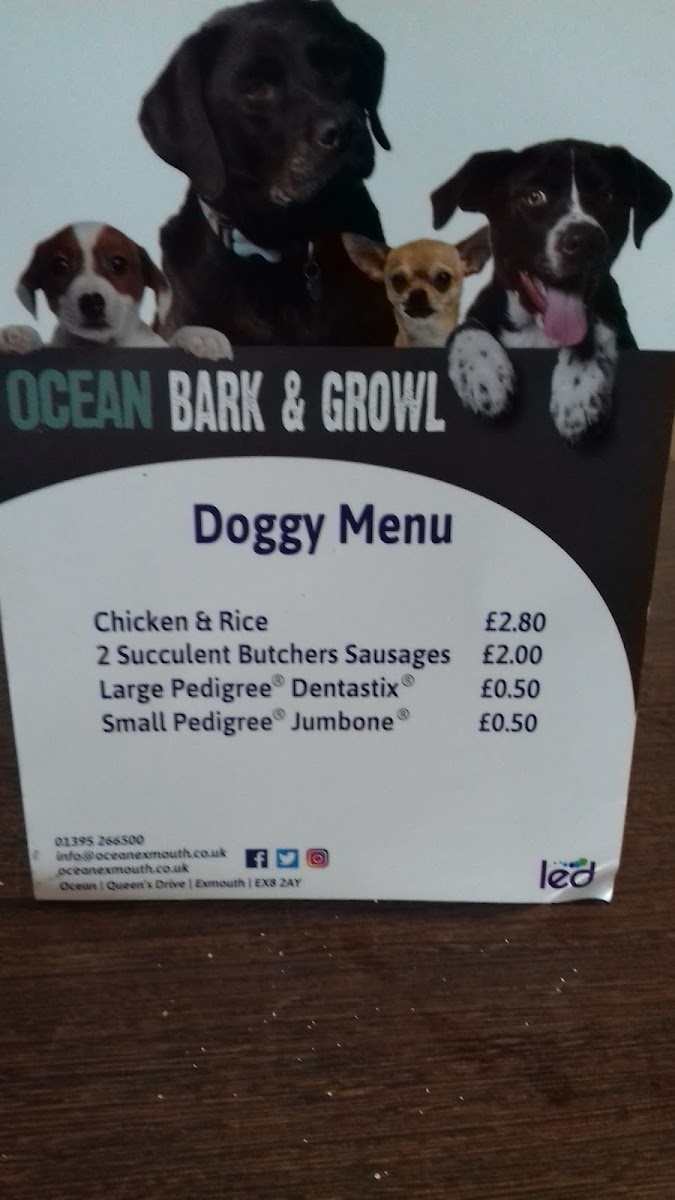 OCEAN BARK & GROWL
Doggy Menu
Chicken & Rice £2.80
2 Succulent Butchers Sausages £2.00
Large Pedigree® Dentastix® £0.50
Small Pedigree® Jumbone® £0.50
01395 266500
info@oceanexmouth.co.uk
oceanexmouth.co.uk
Ocean | Queen's Drive | Exmouth | EX8 2AY
led